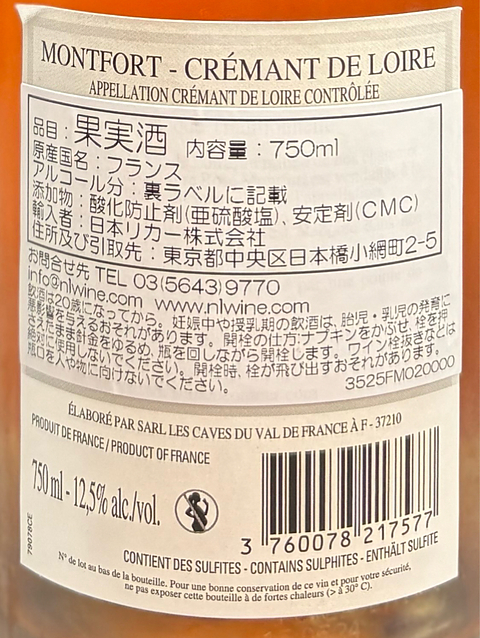 MONTFORT - CRÉMANT DE LOIRE
APPELLATION CRÉMANT DE LOIRE CONTRÔLÉE
品目：果実酒 内容量：750ml
原産国名：フランス
アルコール分：裏ラベルに記載
添加物：酸化防止剤(亜硫酸塩)、安定剤(CMC)
輸入者：日本リカー株式会社
住所及び引取先：東京都中央区日本橋小網町2-5
お問合せ先 TEL 03(5643)9770
info@nlwine.com www.nlwine.com
飲酒は20歳になってから。妊娠中や授乳期の飲酒は、胎児・乳児の発育に
悪影響を与えるおそれがあります。開栓の仕方:ナプキンをかぶせ、栓を押
さえたまま針金をゆるめ、瓶を回しながら開栓します。ワイン栓抜きなどは
絶対に使用しないでください。開栓時、栓が飛び出すおそれがあります。
瓶口を人や物に向けないでください。 3525FM020000
ÉLABORÉ PAR SARL LES CAVES DU VAL DE FRANCE À F - 37210
PRODUIT DE FRANCE / PRODUCT OF FRANCE
750 ml - 12,5% alc./vol.
3 760078 217577
79078CE
CONTIENT DES SULFITES - CONTAINS SULPHITES - ENTHÄLT SULFITE
N° de lot au bas de la bouteille. Pour une bonne conservation de ce vin et pour votre sécurité,
ne pas exposer cette bouteille à de fortes chaleurs (> à 30° C).